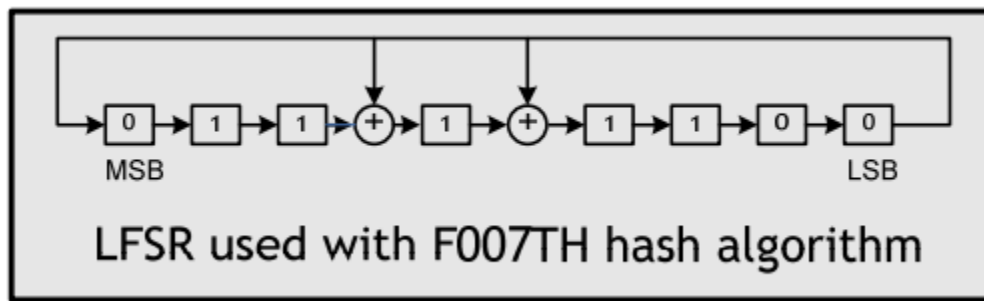 0 1 1 + 1 + 1 1 0 0
MSB LSB
LFSR used with F007TH hash algorithm